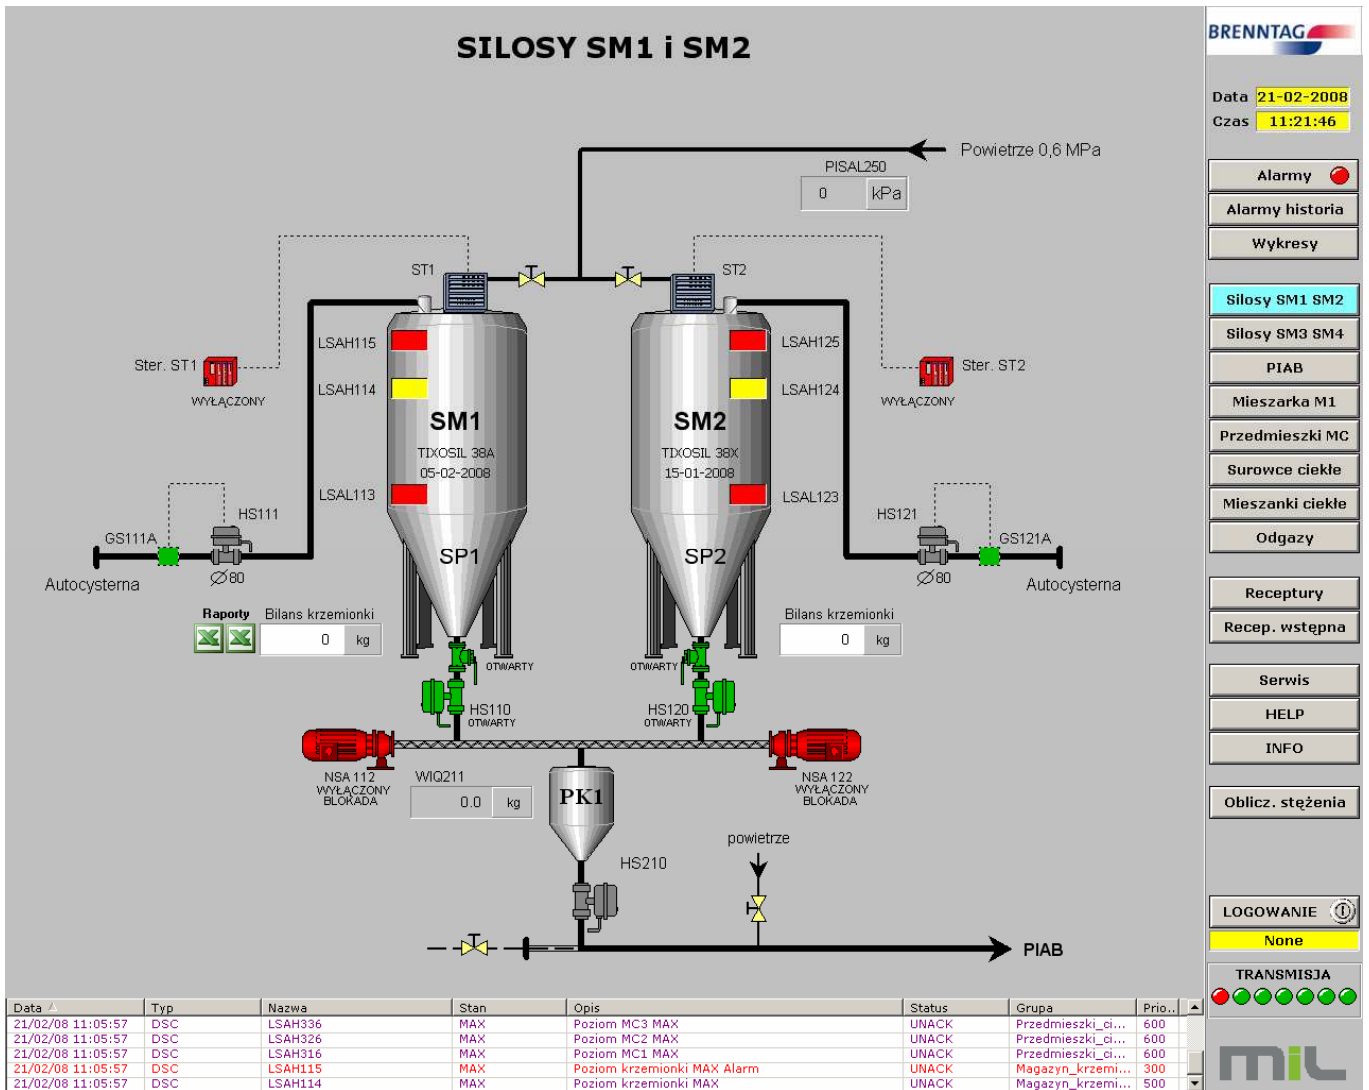 SILOSY SM1 i SM2
BRENNTAG
Data 21-02-2008
Czas 11:21:46
Powietrze 0,6 MPa
PISAL250
0 kPa
Alarmy
Alarmy historia
Wykresy
ST1
ST2
Silosy SM1 SM2
Silosy SM3 SM4
PIAB
Mieszarka M1
Przedmieszki MC
Surowce ciekłe
Mieszanki ciekłe
Odgazy
LSAH115
LSAH125
Ster. ST1
Ster. ST2
WYŁĄCZONY
WYŁĄCZONY
LSAH114
LSAH124
SM1
SM2
TIXOSIL 38A
TIXOSIL 38X
05-02-2008
15-01-2008
LSAL113
LSAL123
HS111
HS121
GS111A
GS121A
SP1
SP2
Ø80
Ø80
Autocysterna
Autocysterna
Receptury
Recep. wstępna
Raporty
Bilans krzemionki
0 kg
Bilans krzemionki
0 kg
OTWARTY
OTWARTY
HS110
OTWARTY
HS120
OTWARTY
Serwis
HELP
INFO
NSA 112
WYŁĄCZONY
BLOKADA
WIQ211
0.0 kg
PK1
NSA 122
WYŁĄCZONY
BLOKADA
Oblicz. stężenia
powietrze
HS210
PIAB
LOGOWANIE
None
TRANSMISJA
Data Typ Nazwa Stan Opis Status Grupa Prio..
21/02/08 11:05:57 DSC LSAH336 MAX Poziom MC3 MAX UNACK Przedmieszki_ci... 600
21/02/08 11:05:57 DSC LSAH326 MAX Poziom MC2 MAX UNACK Przedmieszki_ci... 600
21/02/08 11:05:57 DSC LSAH316 MAX Poziom MC1 MAX UNACK Przedmieszki_ci... 600
21/02/08 11:05:57 DSC LSAH115 MAX Poziom krzemionki MAX Alarm UNACK Magazyn_krzemi... 300
21/02/08 11:05:57 DSC LSAH114 MAX Poziom krzemionki MAX UNACK Magazyn_krzemi... 500
miL